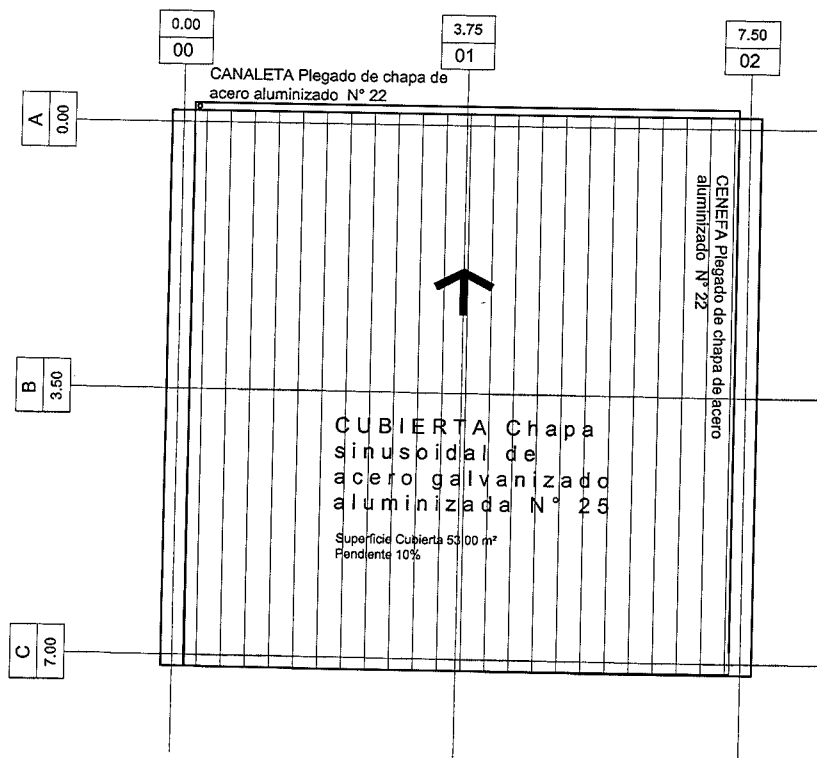 0.00
00
3.75
01
7.50
02
CANALETA Plegado de chapa de
acero aluminizado N° 22
A
0.00
CENEFA Plegado de chapa de acero
aluminizado N° 22
B
3.50
CUBIERTA Chapa
sinusoidal de
acero galvanizado
aluminizada N° 25
Superficie Cubierta 53.00 m²
Pendiente 10%
C
7.00